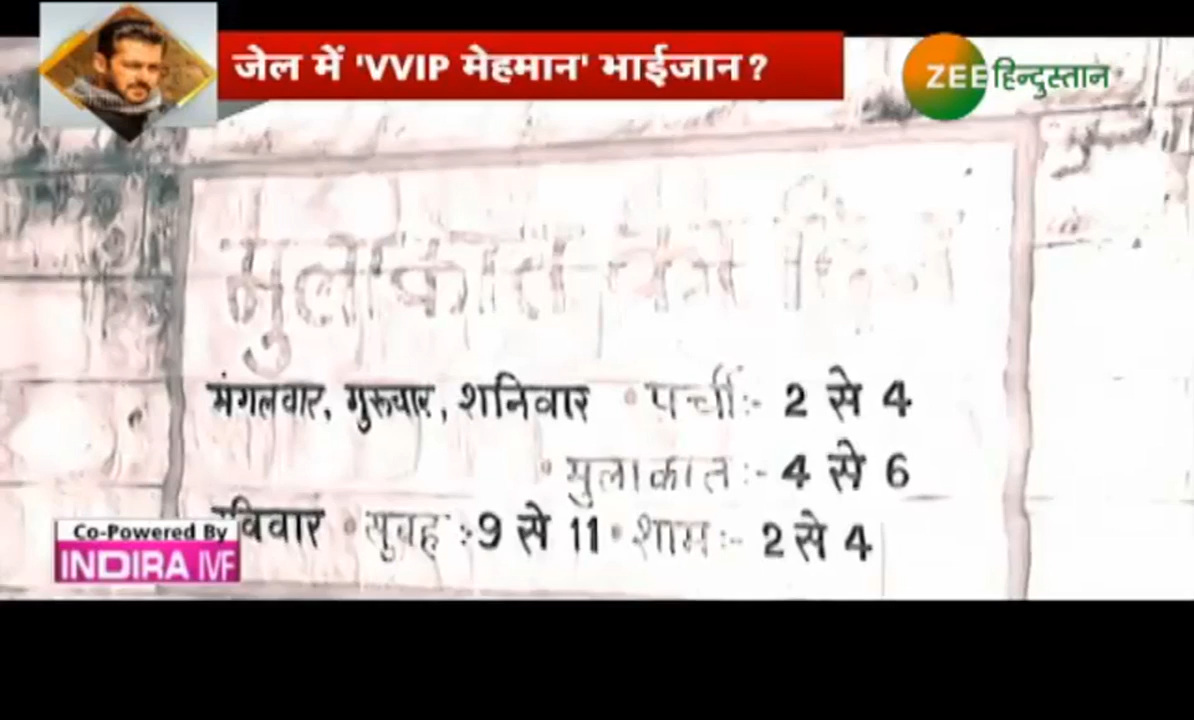 जेल में 'VVIP मेहमान' भाईजान?
ZEE हिन्दुस्तान
मुलाकात का दिन
मंगलवार, गुरुवार, शनिवार • पर्ची:- 2 से 4
• मुलाकात:- 4 से 6
रविवार • सुबह :- 9 से 11 • शाम:- 2 से 4
Co-Powered By
INDIRA IVF